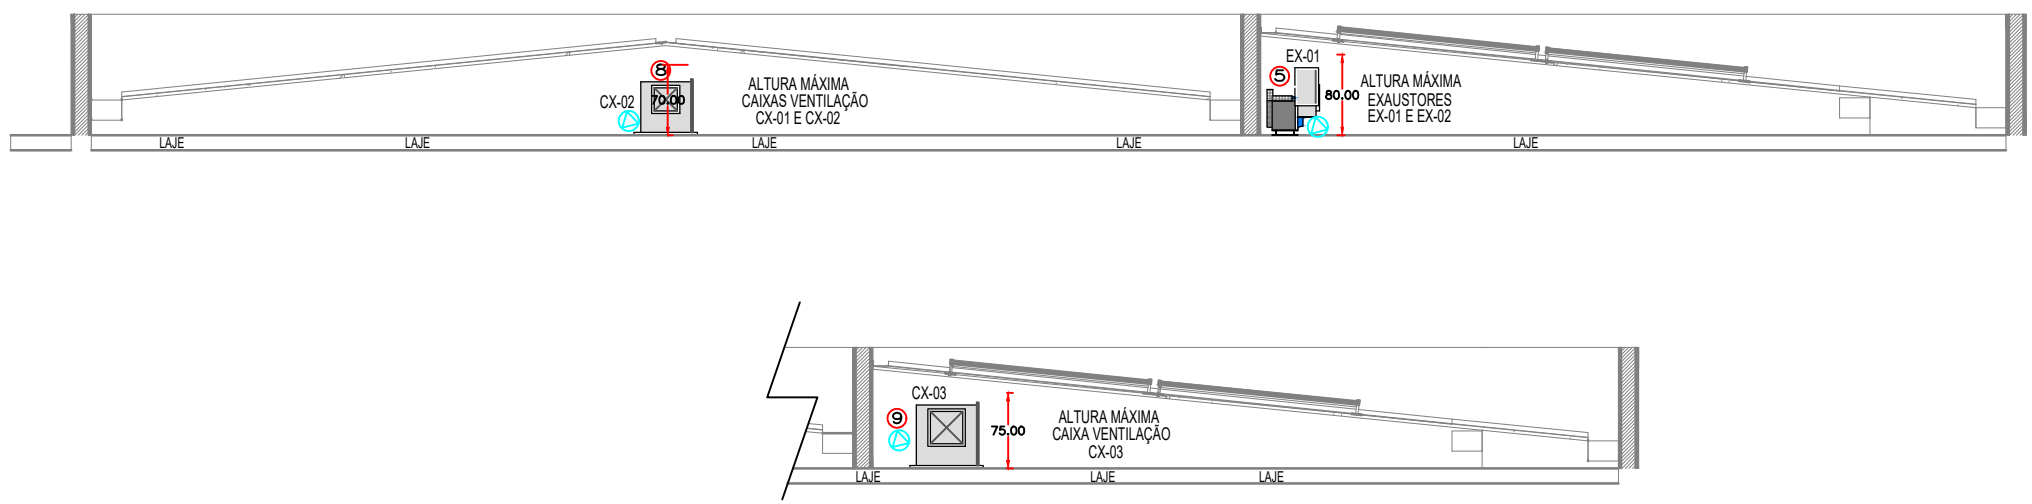 EX-01
8
5
ALTURA MÁXIMA
CAIXAS VENTILAÇÃO
CX-01 E CX-02
CX-02
70.00
80.00
ALTURA MÁXIMA
EXAUSTORES
EX-01 E EX-02
LAJE
LAJE
LAJE
LAJE
LAJE
CX-03
9
75.00
ALTURA MÁXIMA
CAIXA VENTILAÇÃO
CX-03
LAJE
LAJE
LAJE